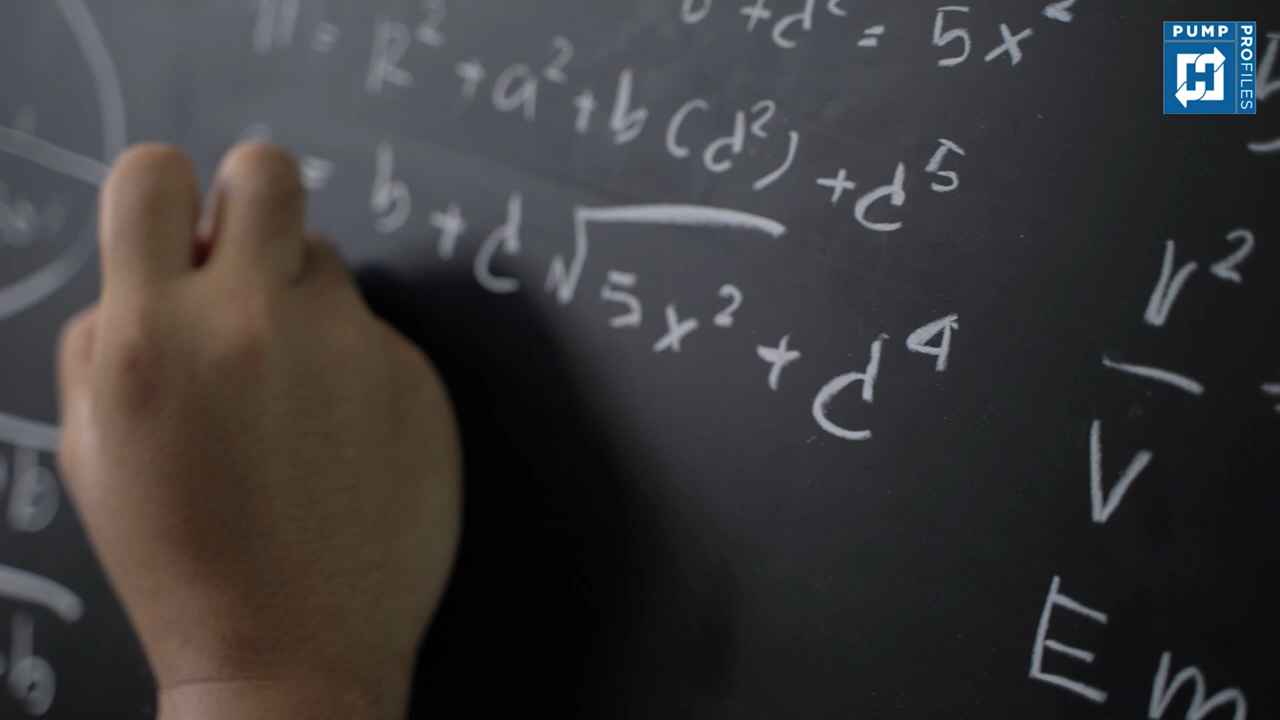 b + d² = 5x²
π = R² + a² + b(d²) + d⁵
= b + d√5x² + d⁴
r²
V
E m
b
b
PUMP
PROFILES